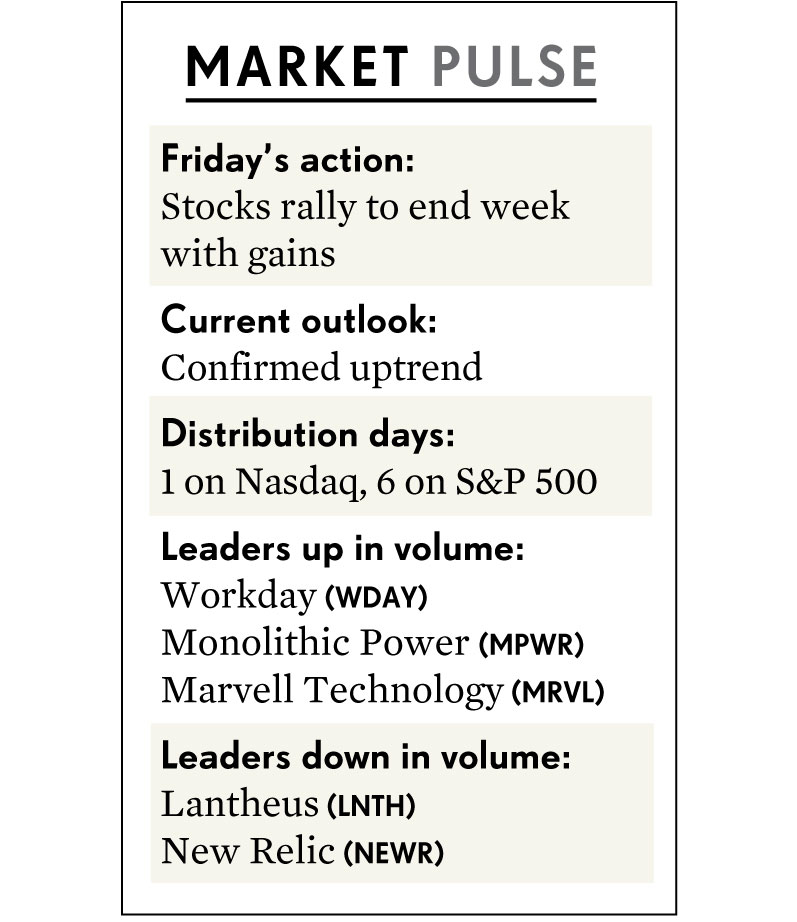 MARKET PULSE
Friday’s action:
Stocks rally to end week
with gains
Current outlook:
Confirmed uptrend
Distribution days:
1 on Nasdaq, 6 on S&P 500
Leaders up in volume:
Workday (WDAY)
Monolithic Power (MPWR)
Marvell Technology (MRVL)
Leaders down in volume:
Lantheus (LNTH)
New Relic (NEWR)